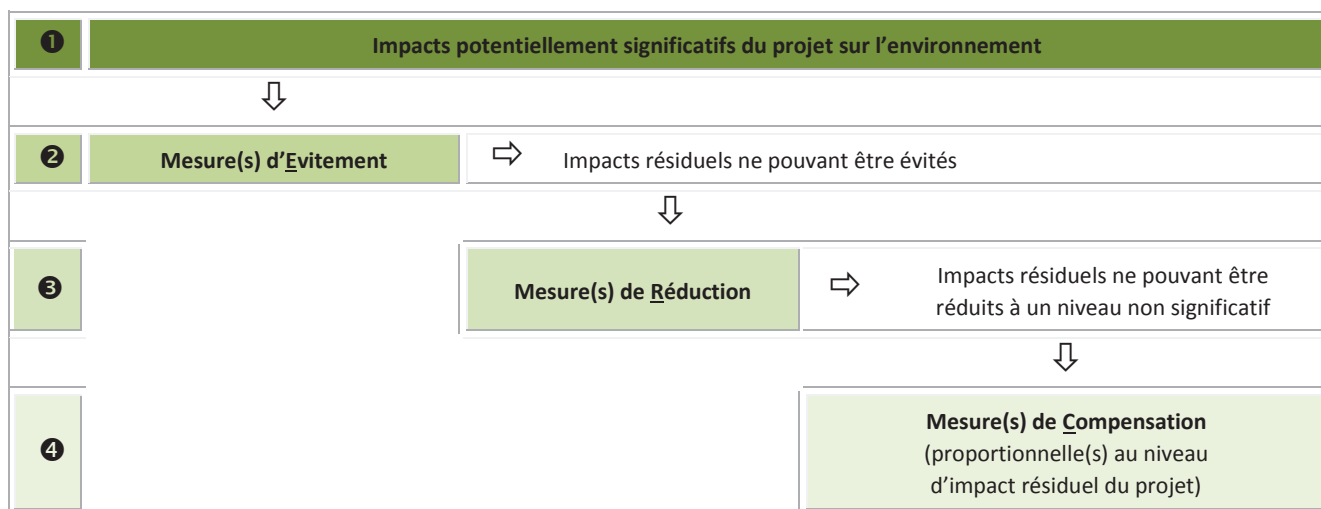 ❶ Impacts potentiellement significatifs du projet sur l’environnement
⇩
❷ Mesure(s) d’Evitement ⇨ Impacts résiduels ne pouvant être évités
⇩
❸ Mesure(s) de Réduction ⇨ Impacts résiduels ne pouvant être
réduits à un niveau non significatif
⇩
❹ Mesure(s) de Compensation
(proportionnelle(s) au niveau
d’impact résiduel du projet)